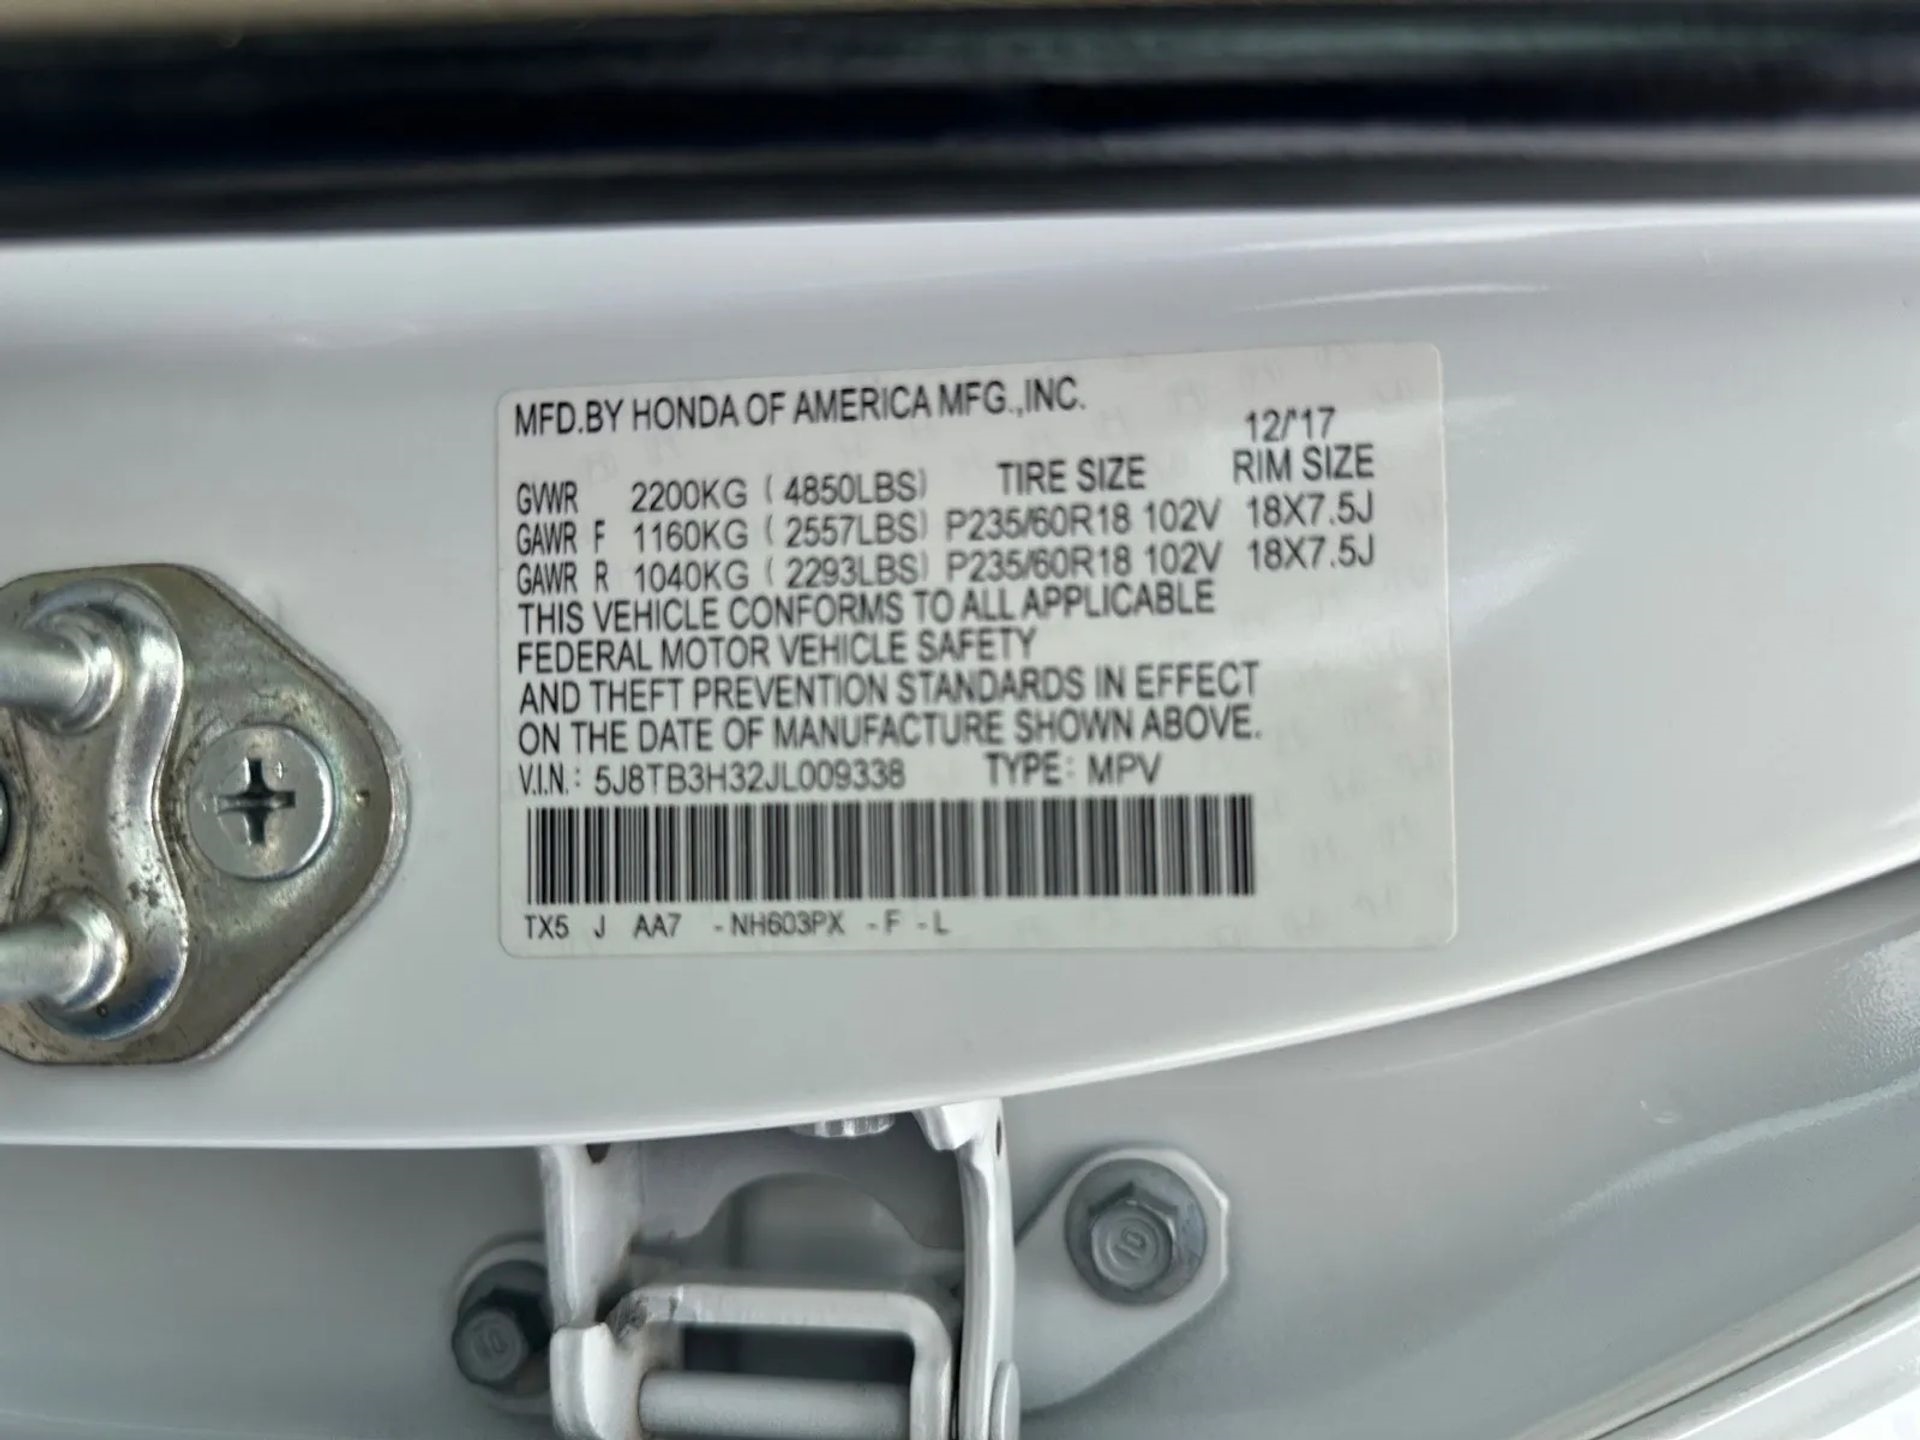 MFD.BY HONDA OF AMERICA MFG.,INC.
12/'17
GVWR 2200KG ( 4850LBS) TIRE SIZE RIM SIZE
GAWR F 1160KG ( 2557LBS) P235/60R18 102V 18X7.5J
GAWR R 1040KG ( 2293LBS) P235/60R18 102V 18X7.5J
THIS VEHICLE CONFORMS TO ALL APPLICABLE
FEDERAL MOTOR VEHICLE SAFETY
AND THEFT PREVENTION STANDARDS IN EFFECT
ON THE DATE OF MANUFACTURE SHOWN ABOVE.
V.I.N.: 5J8TB3H32JL009338 TYPE: MPV
TX5 J AA7 -NH603PX -F -L
10
10